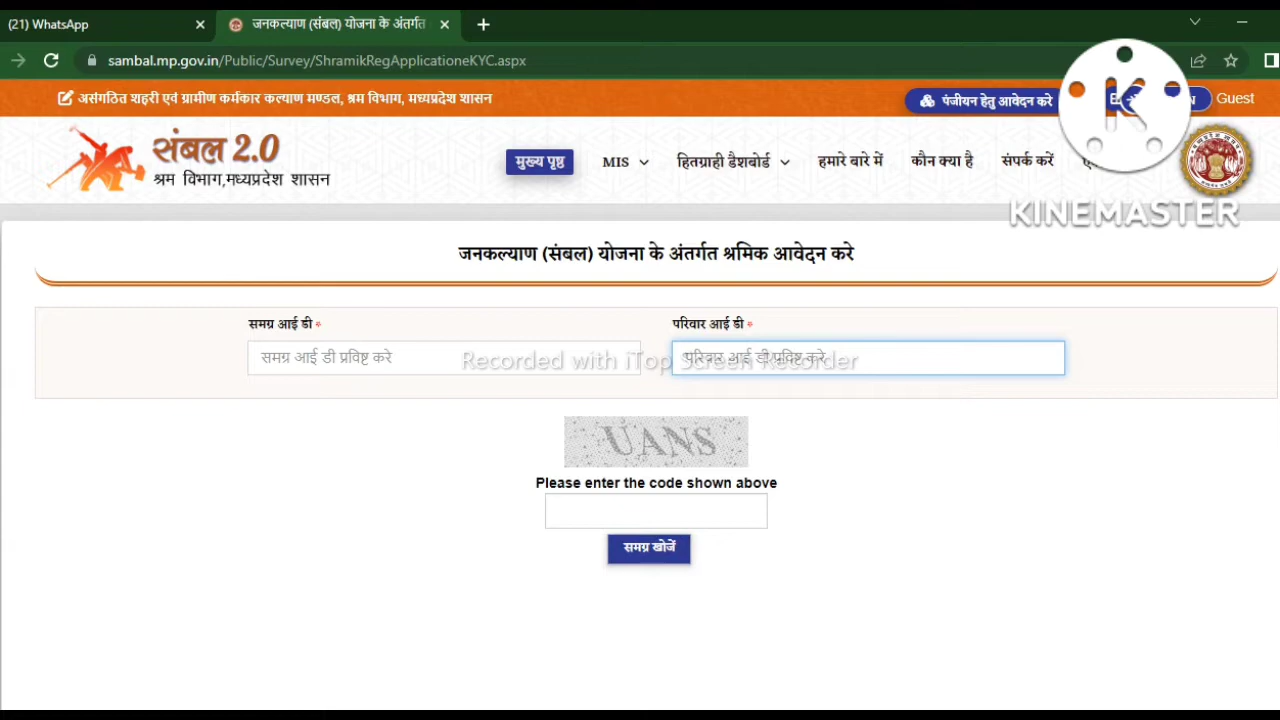 (21) WhatsApp
जनकल्याण (संबल) योजना के अंतर्गत
sambal.mp.gov.in/Public/Survey/ShramikRegApplicationeKYC.aspx
असंगठित शहरी एवं ग्रामीण कर्मकार कल्याण मण्डल, श्रम विभाग, मध्यप्रदेश शासन
पंजीयन हेतु आवेदन करे
Guest
संबल 2.0
श्रम विभाग,मध्यप्रदेश शासन
मुख्य पृष्ठ
MIS
हितग्राही डैशबोर्ड
हमारे बारे में
कौन क्या है
संपर्क करें
K
KINEMASTER
जनकल्याण (संबल) योजना के अंतर्गत श्रमिक आवेदन करे
समग्र आई डी *
परिवार आई डी *
समग्र आई डी प्रविष्ट करे
परिवार आई डी प्रविष्ट करे
Recorded with iTop Screen Recorder
UANS
Please enter the code shown above
समग्र खोजें